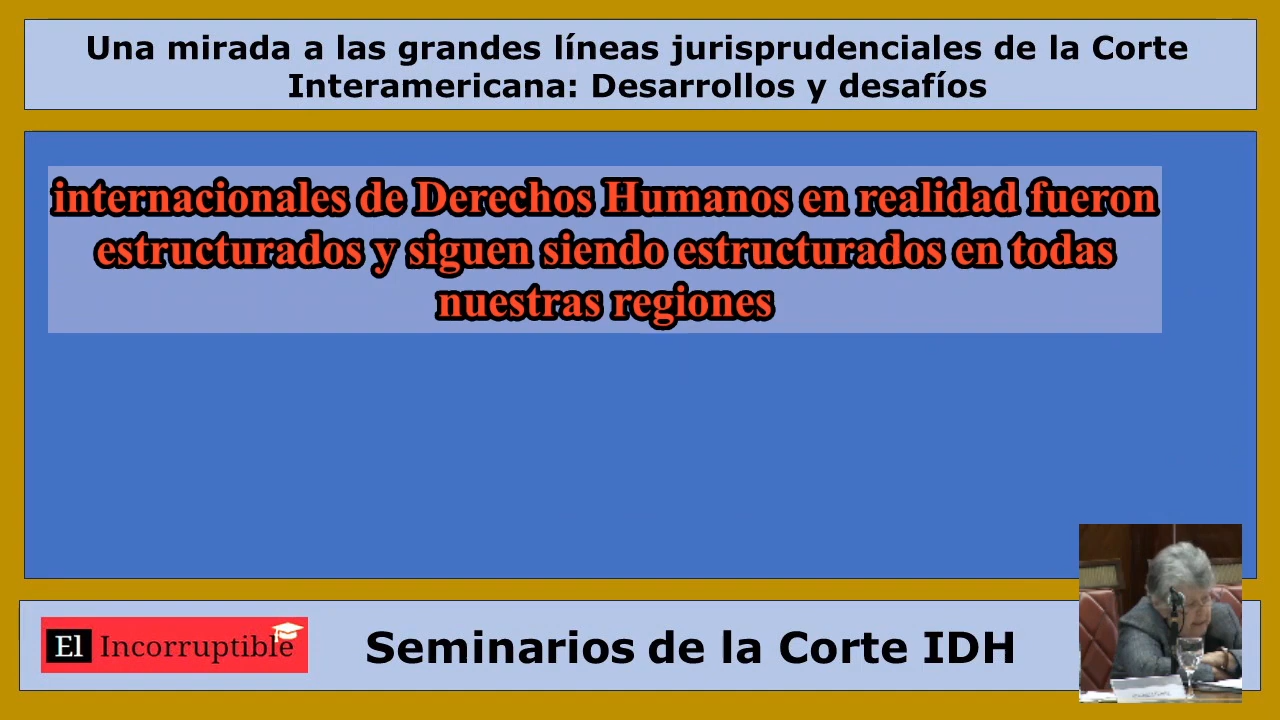 Una mirada a las grandes líneas jurisprudenciales de la Corte
Interamericana: Desarrollos y desafíos
internacionales de Derechos Humanos en realidad fueron
estructurados y siguen siendo estructurados en todas
nuestras regiones
El Incorruptible
Seminarios de la Corte IDH